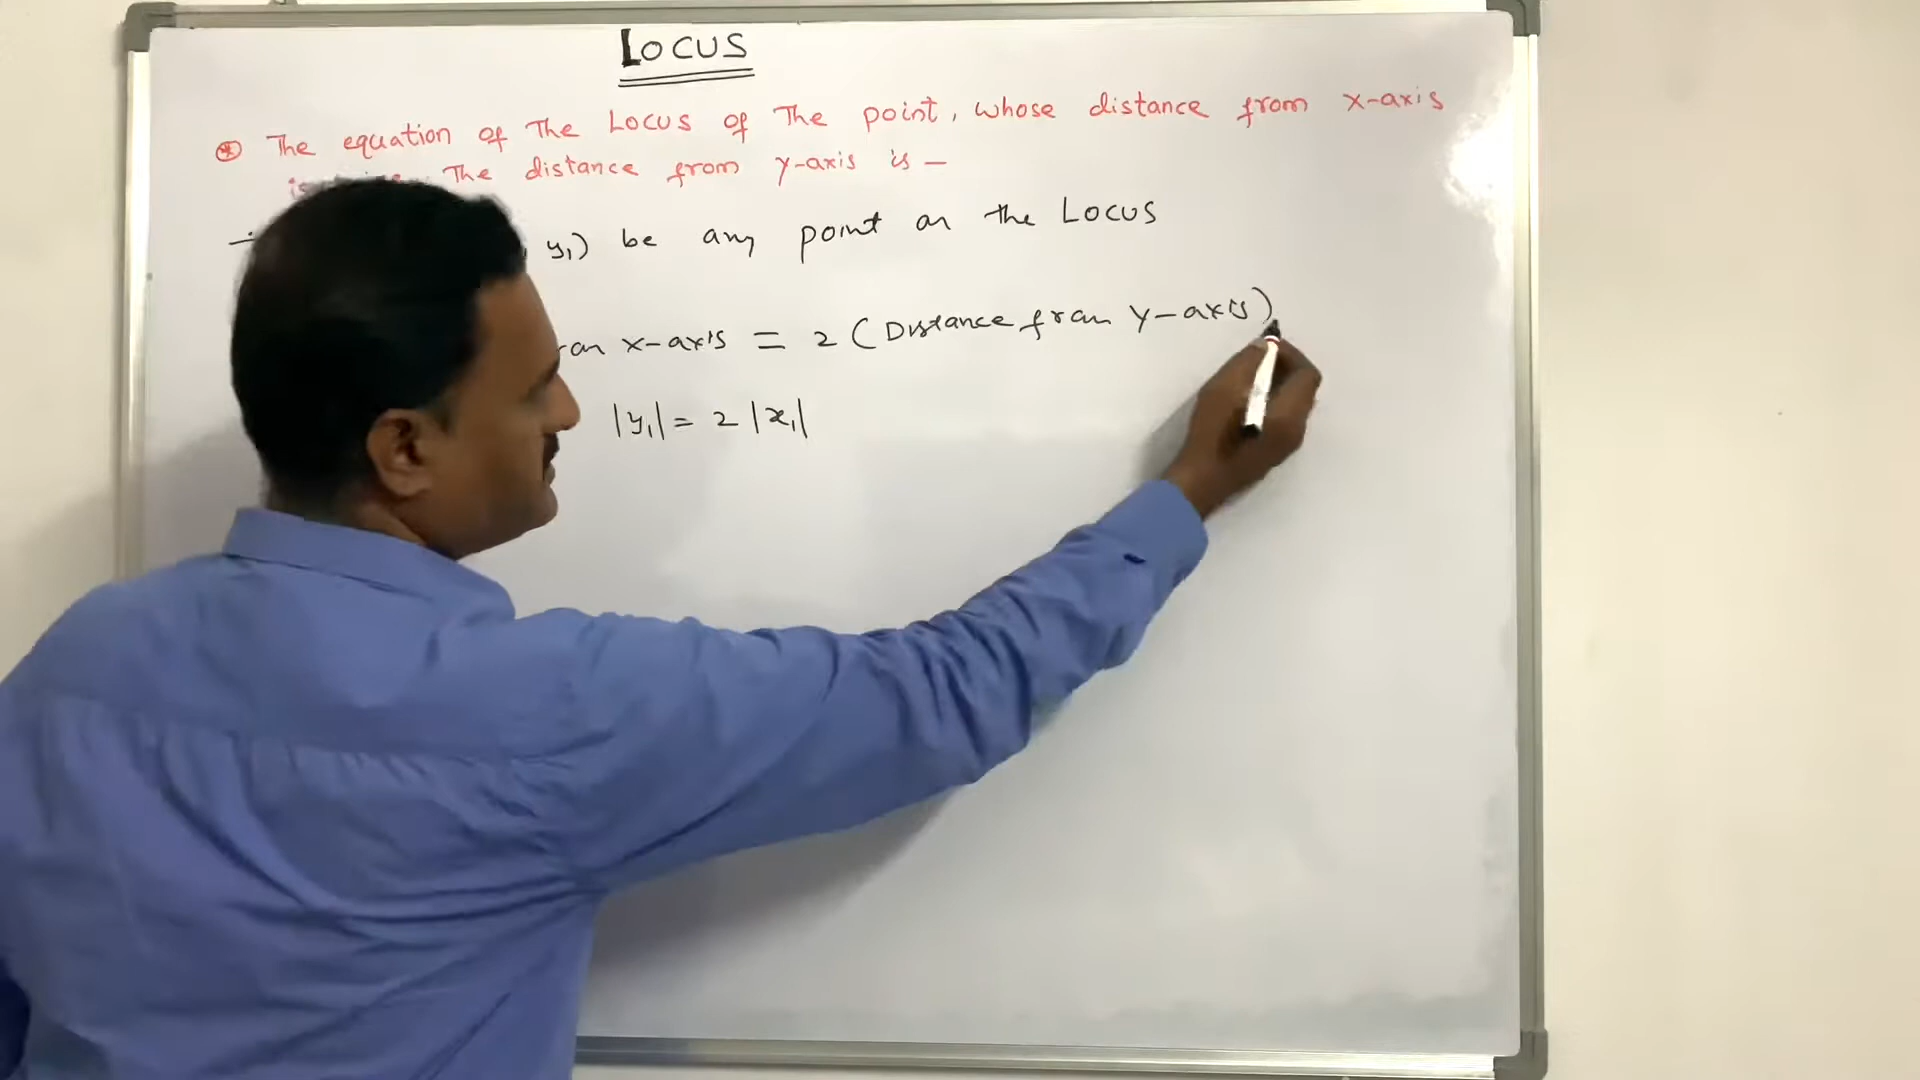 LOCUS
The equation of The Locus of The point, whose distance from x-axis
The distance from y-axis is –
y₁) be any point on the Locus
x-axis = 2 (Distance from y-axis)
|y₁| = 2 |x₁|